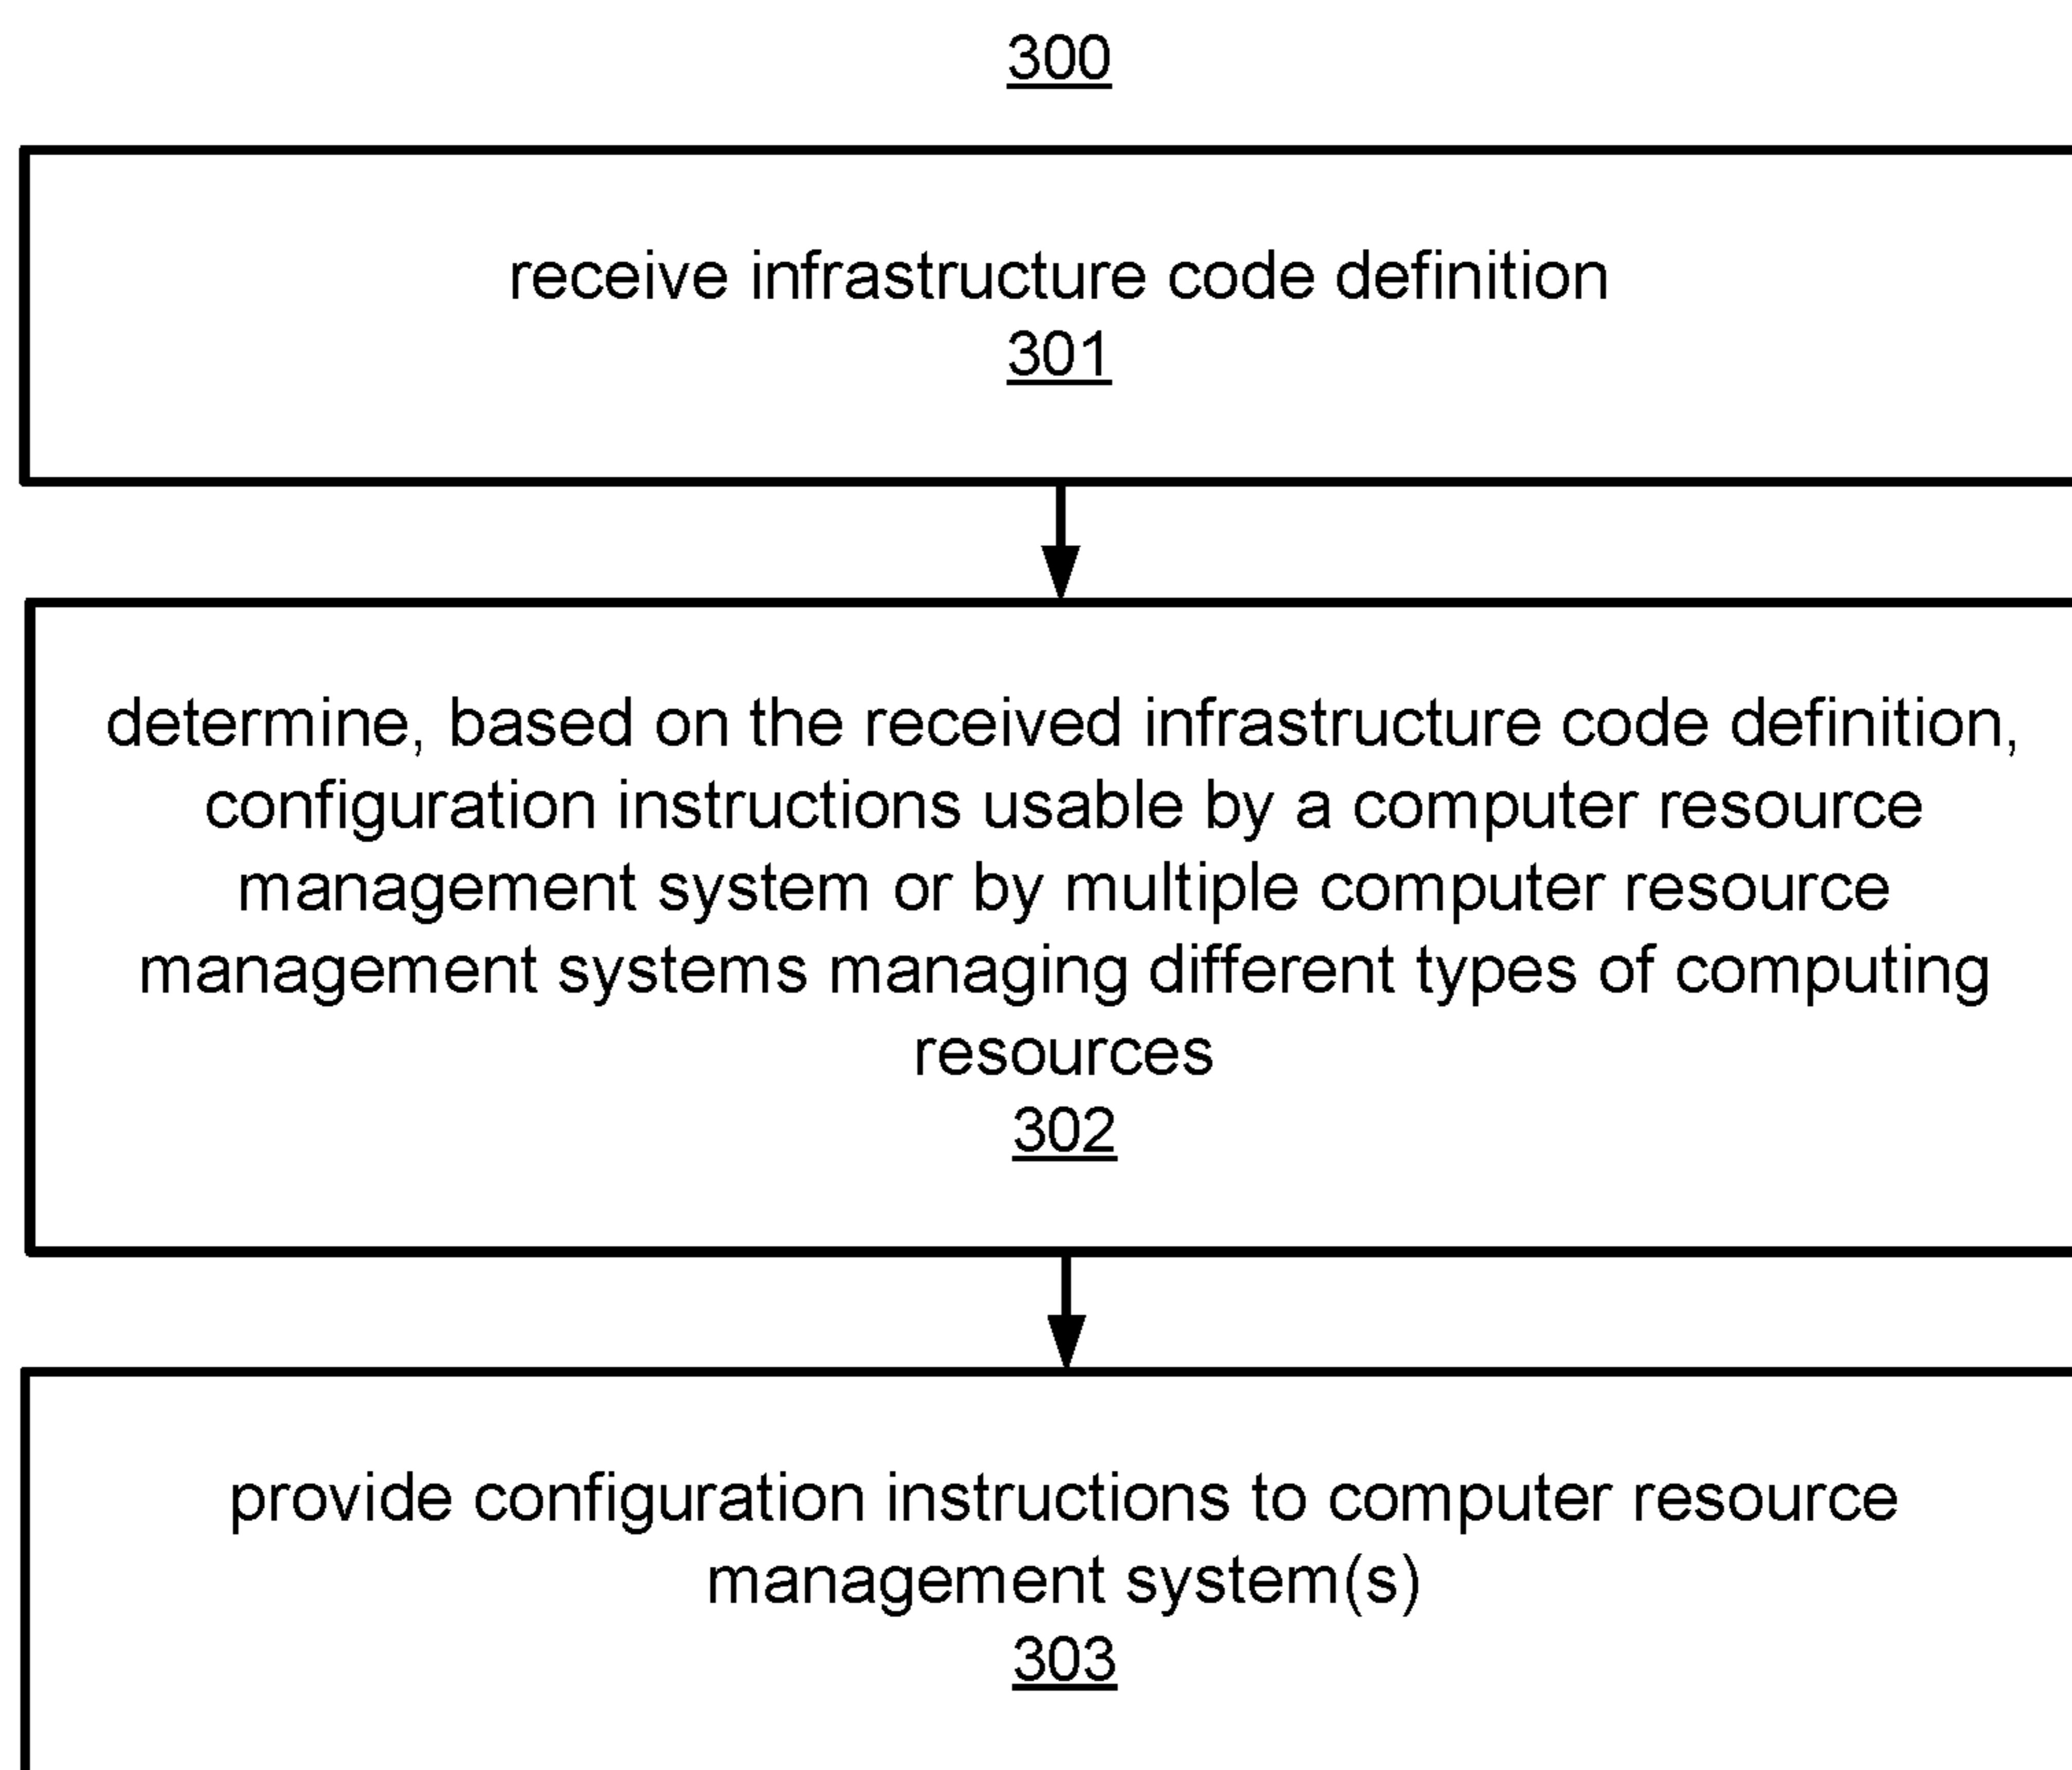 300
receive infrastructure code definition
301
determine, based on the received infrastructure code definition,
configuration instructions usable by a computer resource
management system or by multiple computer resource
management systems managing different types of computing
resources
302
provide configuration instructions to computer resource
management system(s)
303